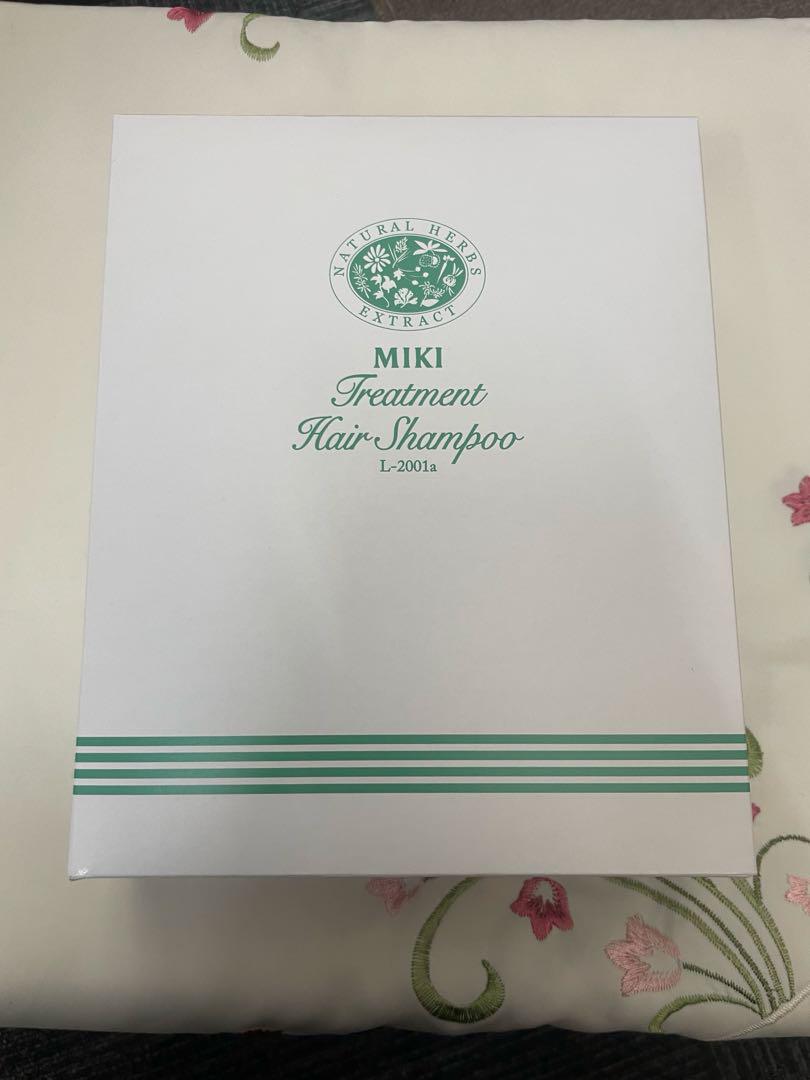 NATURAL HERBS
EXTRACT
MIKI
Treatment
Hair Shampoo
L-2001a